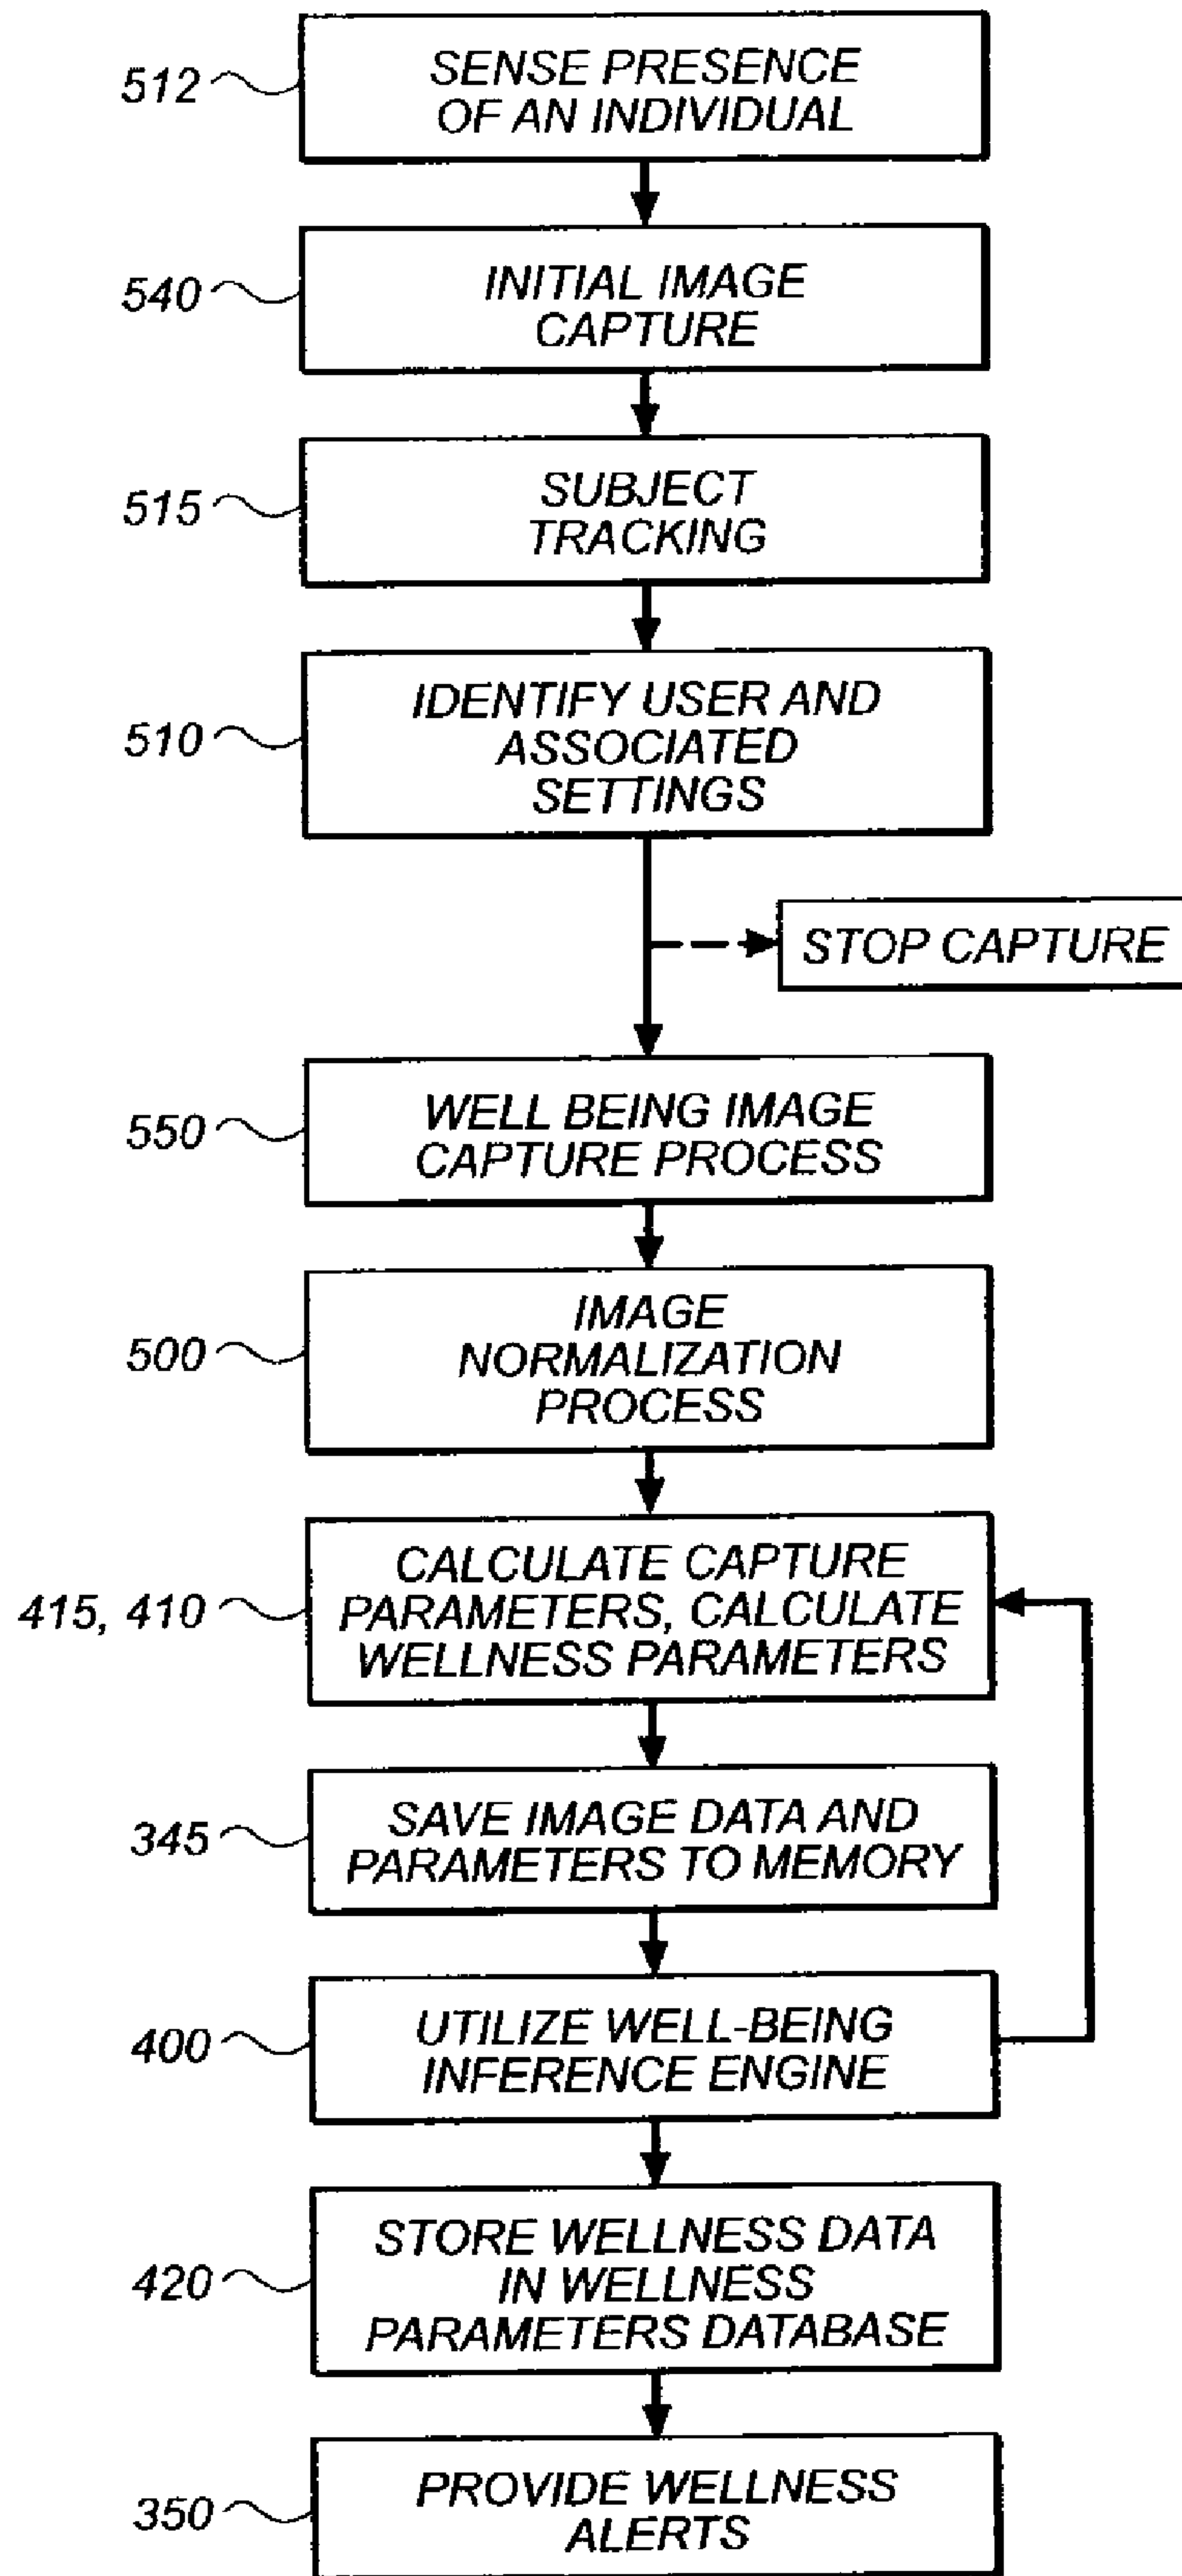 512
SENSE PRESENCE
OF AN INDIVIDUAL
540
INITIAL IMAGE
CAPTURE
515
SUBJECT
TRACKING
510
IDENTIFY USER AND
ASSOCIATED
SETTINGS
STOP CAPTURE
550
WELL BEING IMAGE
CAPTURE PROCESS
500
IMAGE
NORMALIZATION
PROCESS
415, 410
CALCULATE CAPTURE
PARAMETERS, CALCULATE
WELLNESS PARAMETERS
345
SAVE IMAGE DATA AND
PARAMETERS TO MEMORY
400
UTILIZE WELL-BEING
INFERENCE ENGINE
420
STORE WELLNESS DATA
IN WELLNESS
PARAMETERS DATABASE
350
PROVIDE WELLNESS
ALERTS